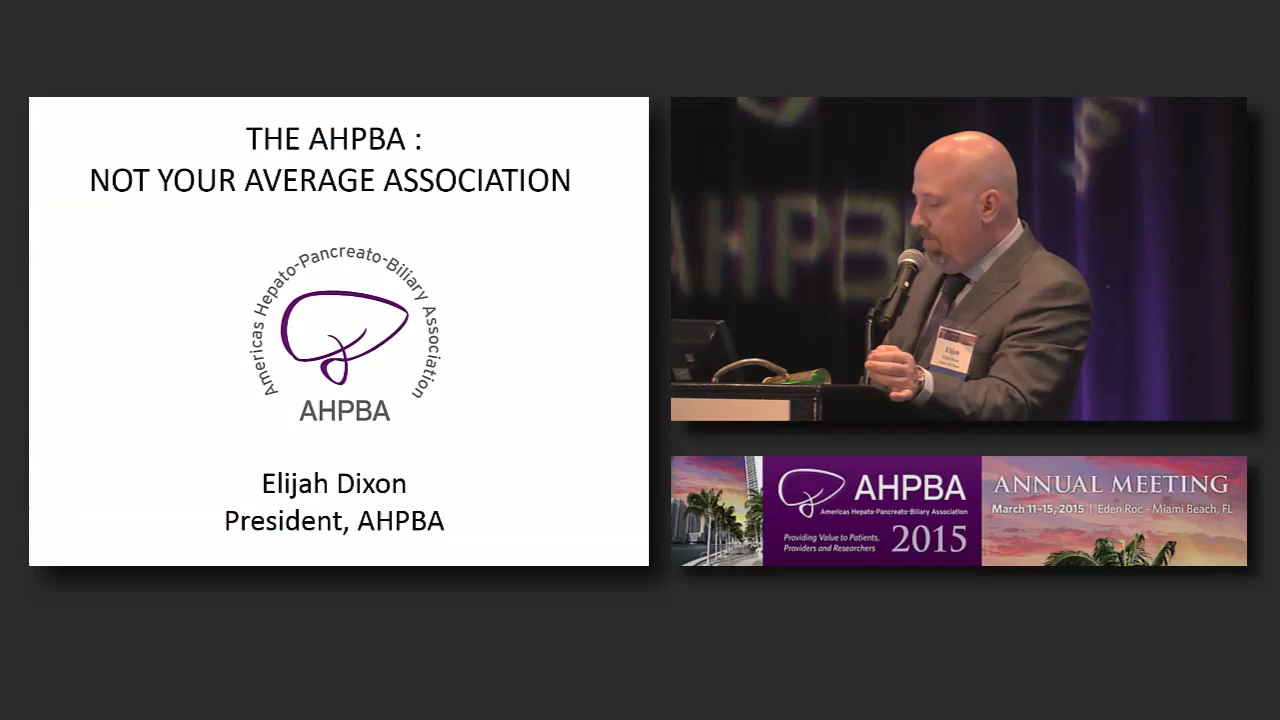 THE AHPBA :
NOT YOUR AVERAGE ASSOCIATION
Americas Hepato-Pancreato-Biliary Association
AHPBA
Elijah Dixon
President, AHPBA
AHPB
Elijah
AHPBA
Americas Hepato-Pancreato-Biliary Association
Providing Value to Patients,
Providers and Researchers
2015
ANNUAL MEETING
March 11-15, 2015 | Eden Roc - Miami Beach, FL